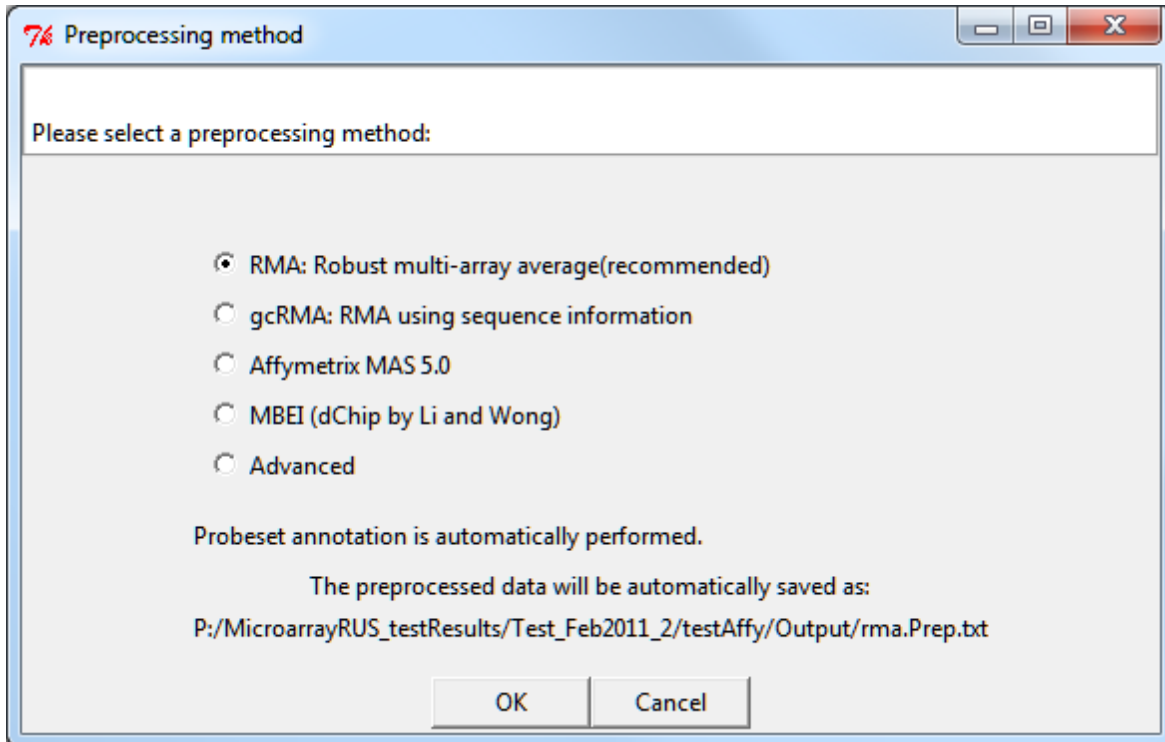 Preprocessing method
Please select a preprocessing method:
RMA: Robust multi-array average(recommended)
gcRMA: RMA using sequence information
Affymetrix MAS 5.0
MBEI (dChip by Li and Wong)
Advanced
Probeset annotation is automatically performed.
The preprocessed data will be automatically saved as:
P:/MicroarrayRUS_testResults/Test_Feb2011_2/testAffy/Output/rma.Prep.txt
OK Cancel